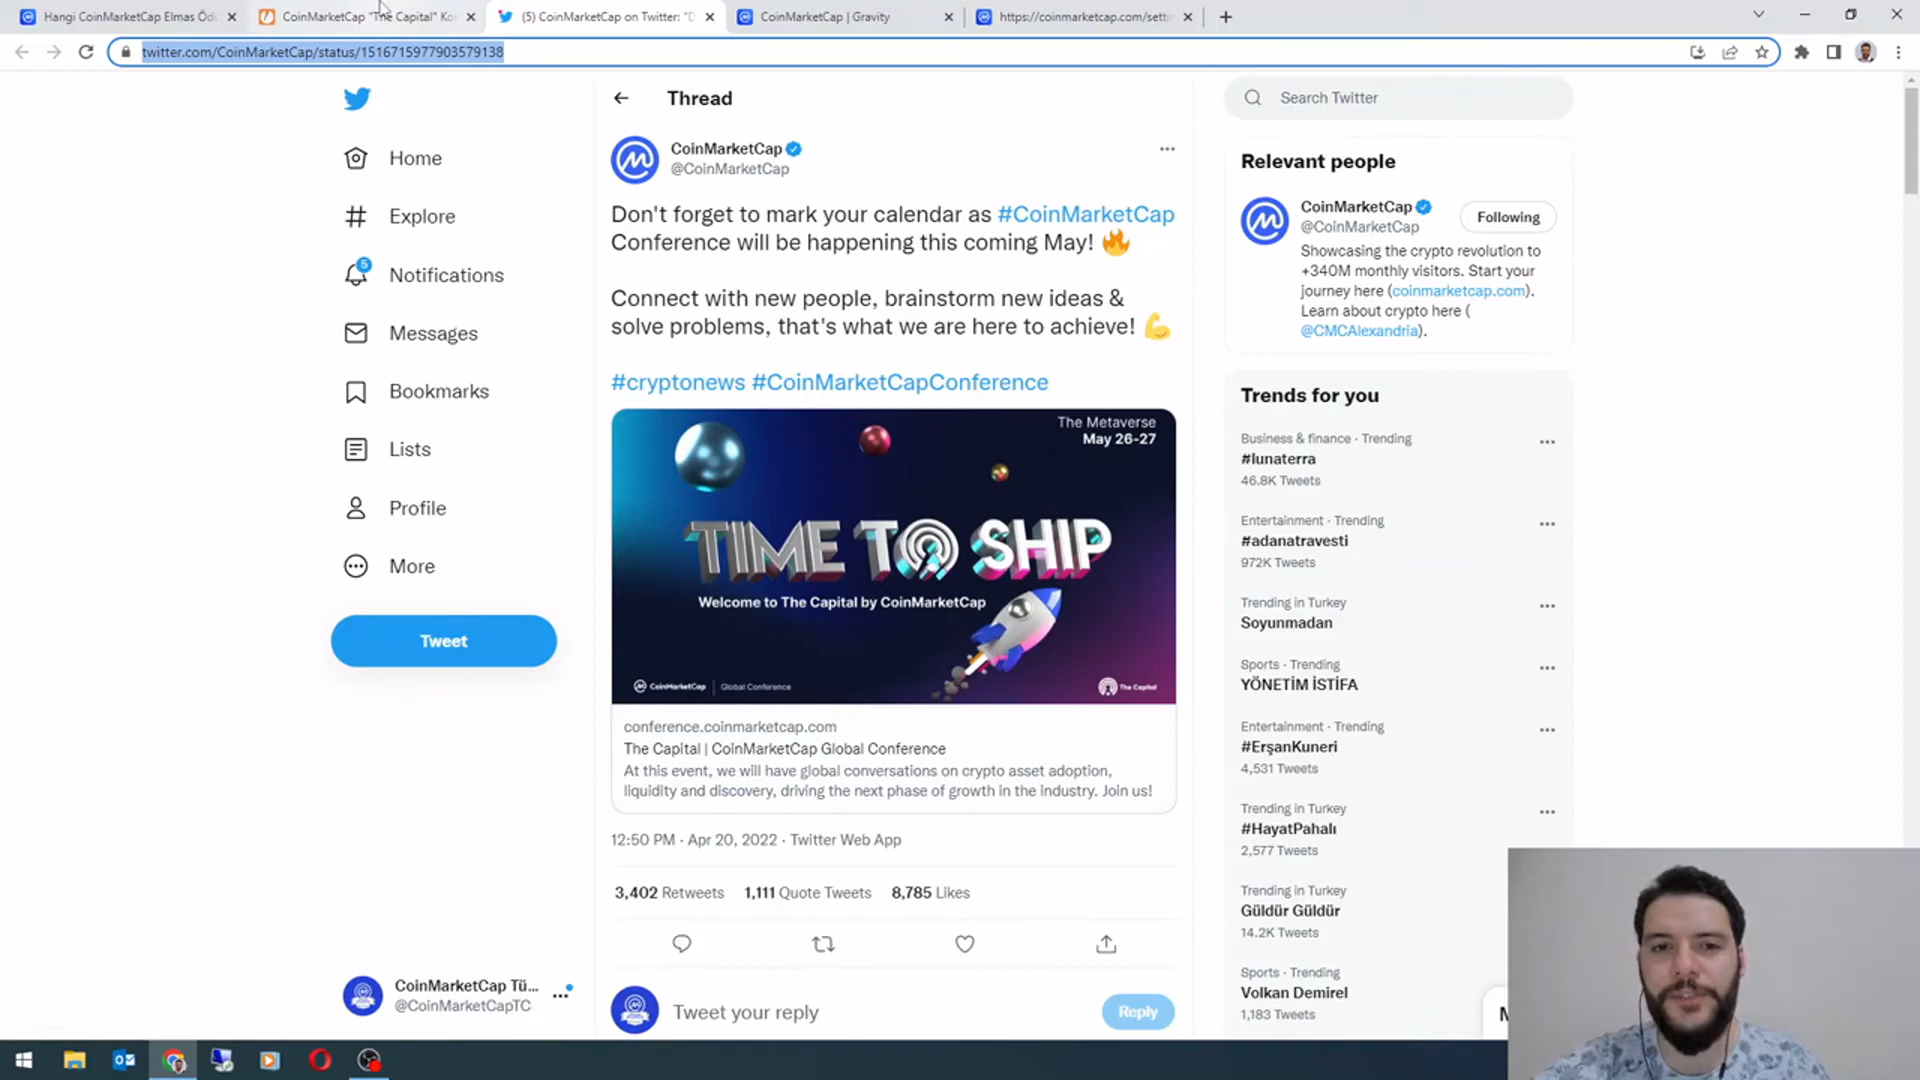 Hangi CoinMarketCap Elmas Öd
CoinMarketCap "The Capital" Ko
(5) CoinMarketCap on Twitter: "D
CoinMarketCap | Gravity
https://coinmarketcap.com/setti
twitter.com/CoinMarketCap/status/1516715977903579138
Home
Explore
5
Notifications
Messages
Bookmarks
Lists
Profile
More
Tweet
CoinMarketCap Tü...
@CoinMarketCapTC
Thread
CoinMarketCap
@CoinMarketCap
Don't forget to mark your calendar as #CoinMarketCap
Conference will be happening this coming May! 🔥
Connect with new people, brainstorm new ideas &
solve problems, that's what we are here to achieve! 💪
#cryptonews #CoinMarketCapConference
The Metaverse
May 26-27
TIME TO SHIP
Welcome to The Capital by CoinMarketCap
CoinMarketCap | Global Conference
The Capital
conference.coinmarketcap.com
The Capital | CoinMarketCap Global Conference
At this event, we will have global conversations on crypto asset adoption,
liquidity and discovery, driving the next phase of growth in the industry. Join us!
12:50 PM · Apr 20, 2022 · Twitter Web App
3,402 Retweets 1,111 Quote Tweets 8,785 Likes
Tweet your reply
Reply
Search Twitter
Relevant people
CoinMarketCap
@CoinMarketCap
Following
Showcasing the crypto revolution to
+340M monthly visitors. Start your
journey here (coinmarketcap.com).
Learn about crypto here (
@CMCAlexandria).
Trends for you
Business & finance · Trending
#lunaterra
46.8K Tweets
Entertainment · Trending
#adanatravesti
972K Tweets
Trending in Turkey
Soyunmadan
Sports · Trending
YÖNETİM İSTİFA
Entertainment · Trending
#ErşanKuneri
4,531 Tweets
Trending in Turkey
#HayatPahalı
2,577 Tweets
Trending in Turkey
Güldür Güldür
14.2K Tweets
Sports · Trending
Volkan Demirel
1,183 Tweets